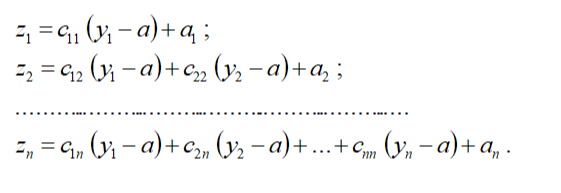 z₁ = c₁₁ (y₁ − a) + a₁ ;
z₂ = c₁₂ (y₁ − a) + c₂₂ (y₂ − a) + a₂ ;
………………………………………………
zₙ = c₁ₙ (y₁ − a) + c₂ₙ (y₂ − a) + … + cₙₙ (yₙ − a) + aₙ .